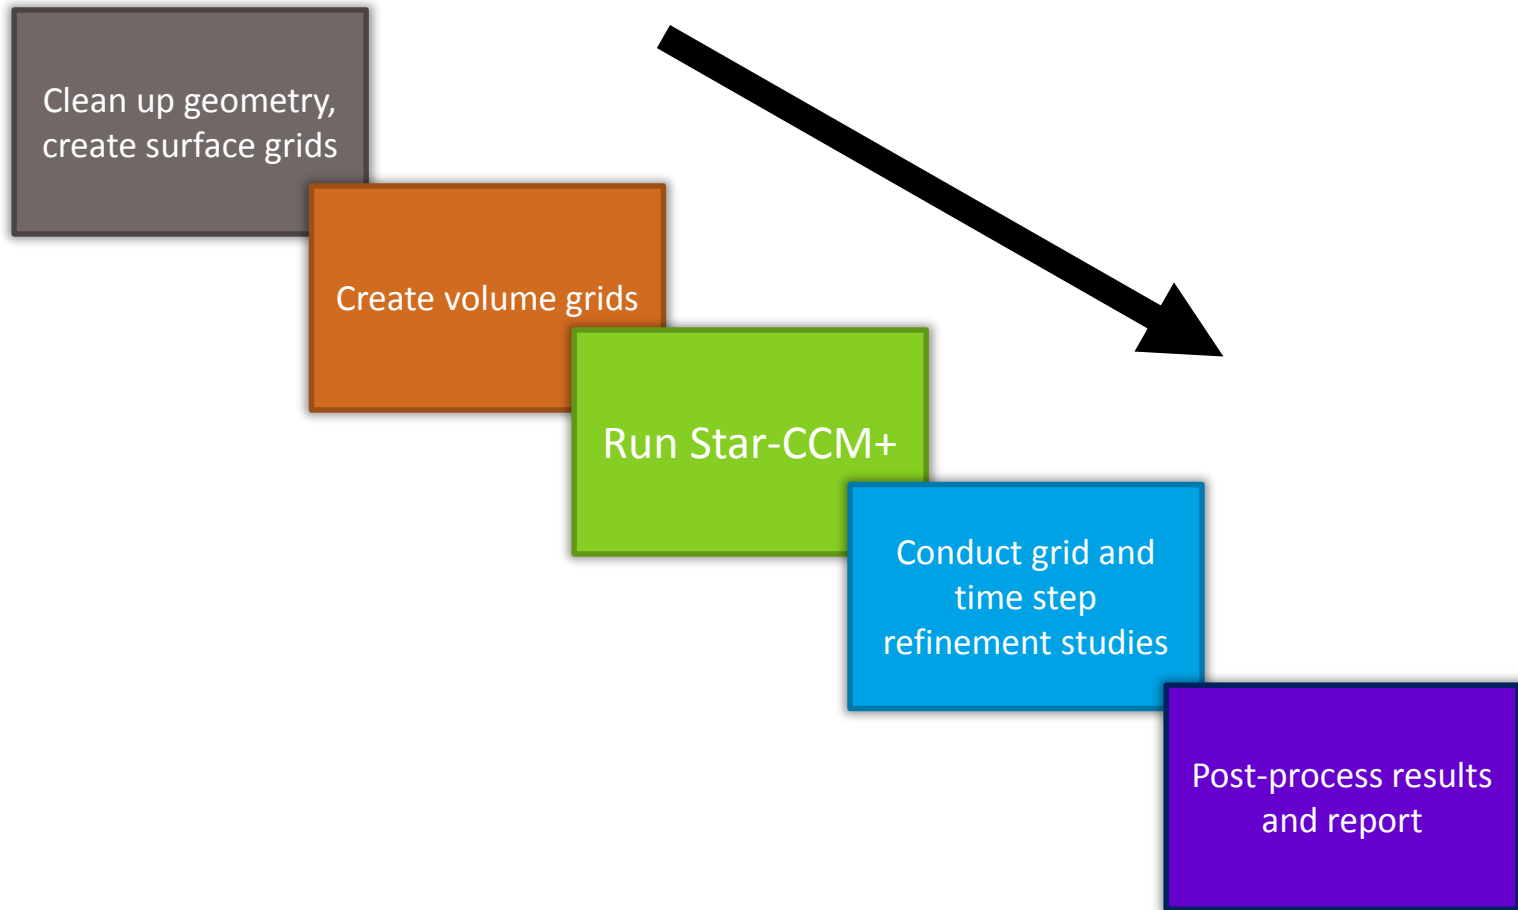 Clean up geometry,
create surface grids
Create volume grids
Run Star-CCM+
Conduct grid and
time step
refinement studies
Post-process results
and report